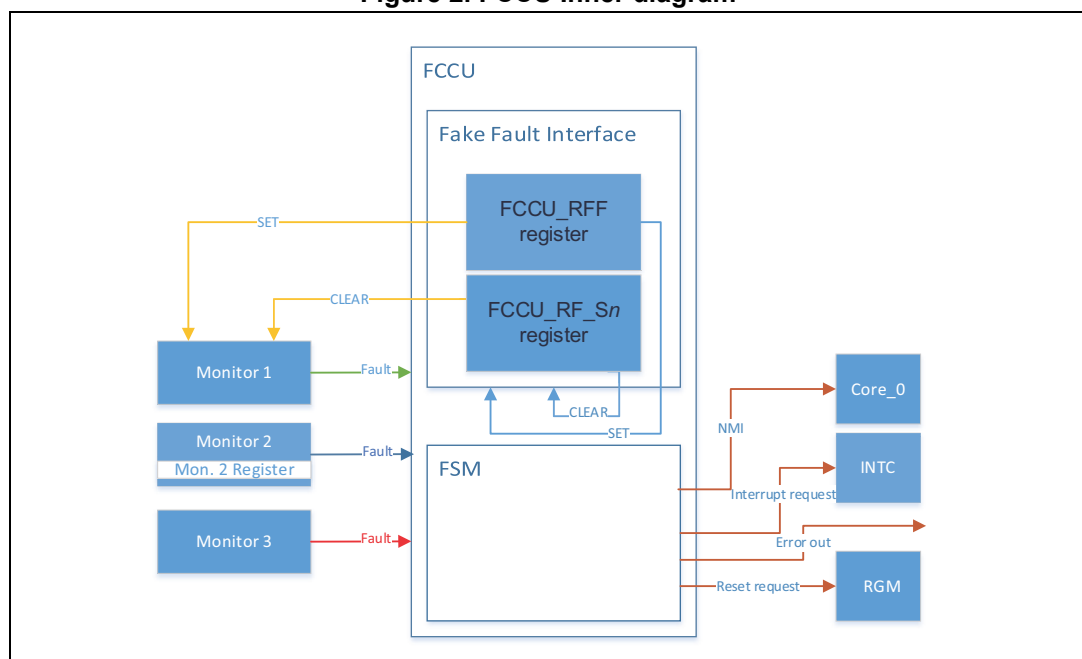 Figure 2. FCCU inner diagram
FCCU
Fake Fault Interface
FCCU_RFF
register
SET
FCCU_RF_Sn
register
CLEAR
Monitor 1
Fault
CLEAR
SET
Monitor 2
Mon. 2 Register
Fault
Monitor 3
Fault
FSM
NMI
Core_0
Interrupt request
INTC
Error out
Reset request
RGM